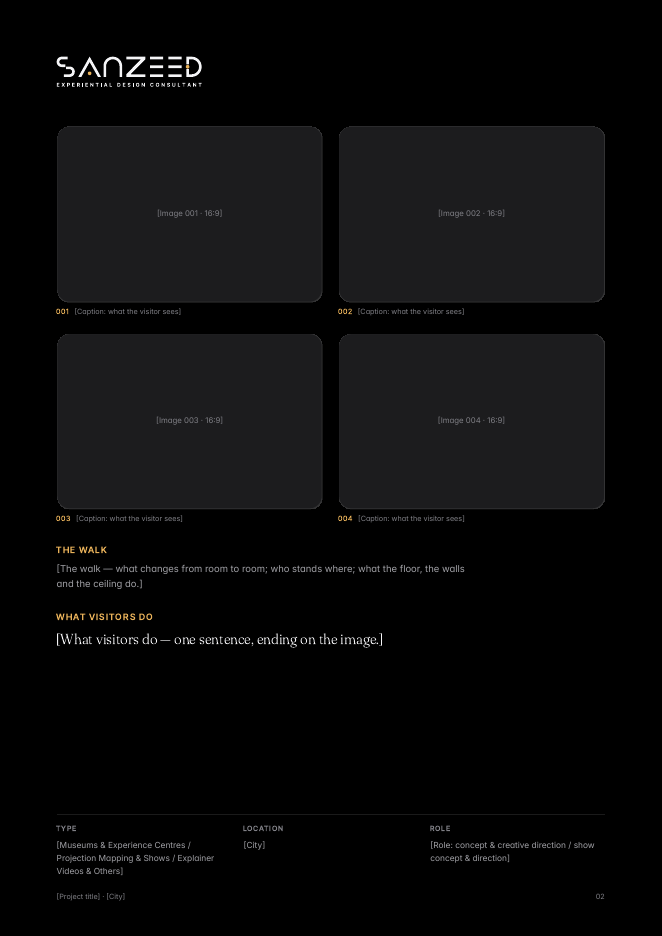 SANZEED
EXPERIENTIAL DESIGN CONSULTANT
[Image 001 · 16:9]
[Image 002 · 16:9]
001 [Caption: what the visitor sees]
002 [Caption: what the visitor sees]
[Image 003 · 16:9]
[Image 004 · 16:9]
003 [Caption: what the visitor sees]
004 [Caption: what the visitor sees]
THE WALK
[The walk — what changes from room to room; who stands where; what the floor, the walls
and the ceiling do.]
WHAT VISITORS DO
[What visitors do — one sentence, ending on the image.]
TYPE
[Museums & Experience Centres /
Projection Mapping & Shows / Explainer
Videos & Others]
LOCATION
[City]
ROLE
[Role: concept & creative direction / show
concept & direction]
[Project title] · [City]
02